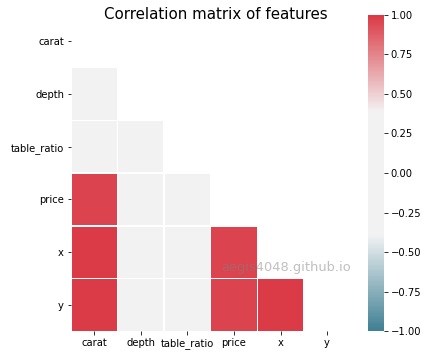 Correlation matrix of features
carat
depth
table_ratio
price
x
y
carat
depth
table_ratio
price
x
y
1.00
0.75
0.50
0.25
0.00
−0.25
−0.50
−0.75
−1.00